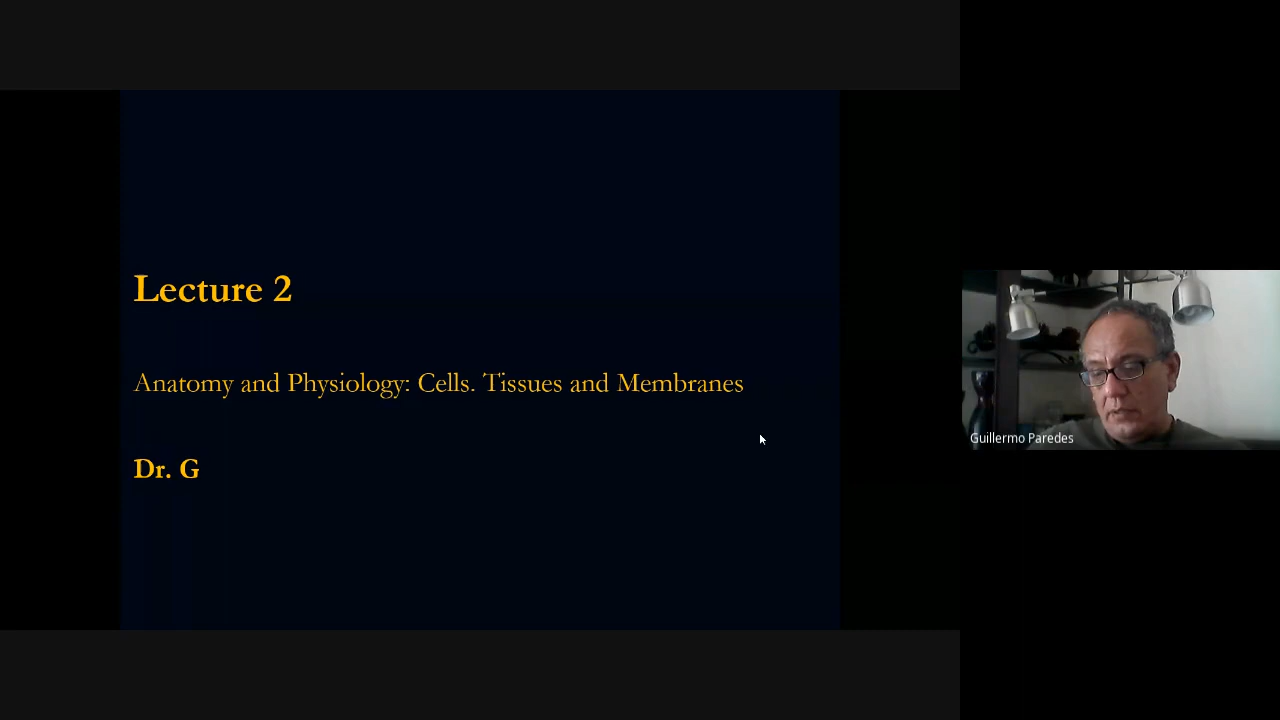 Lecture 2
Anatomy and Physiology: Cells. Tissues and Membranes
Dr. G
Guillermo Paredes